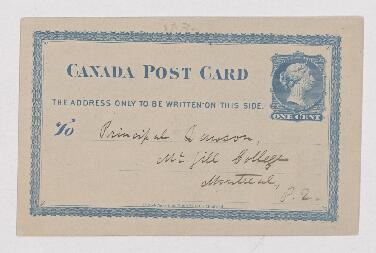 CANADA POST CARD
ONE CENT
THE ADDRESS ONLY TO BE WRITTEN ON THIS SIDE.
To Principal Dawson,
McGill College
Montreal,
P.Q.